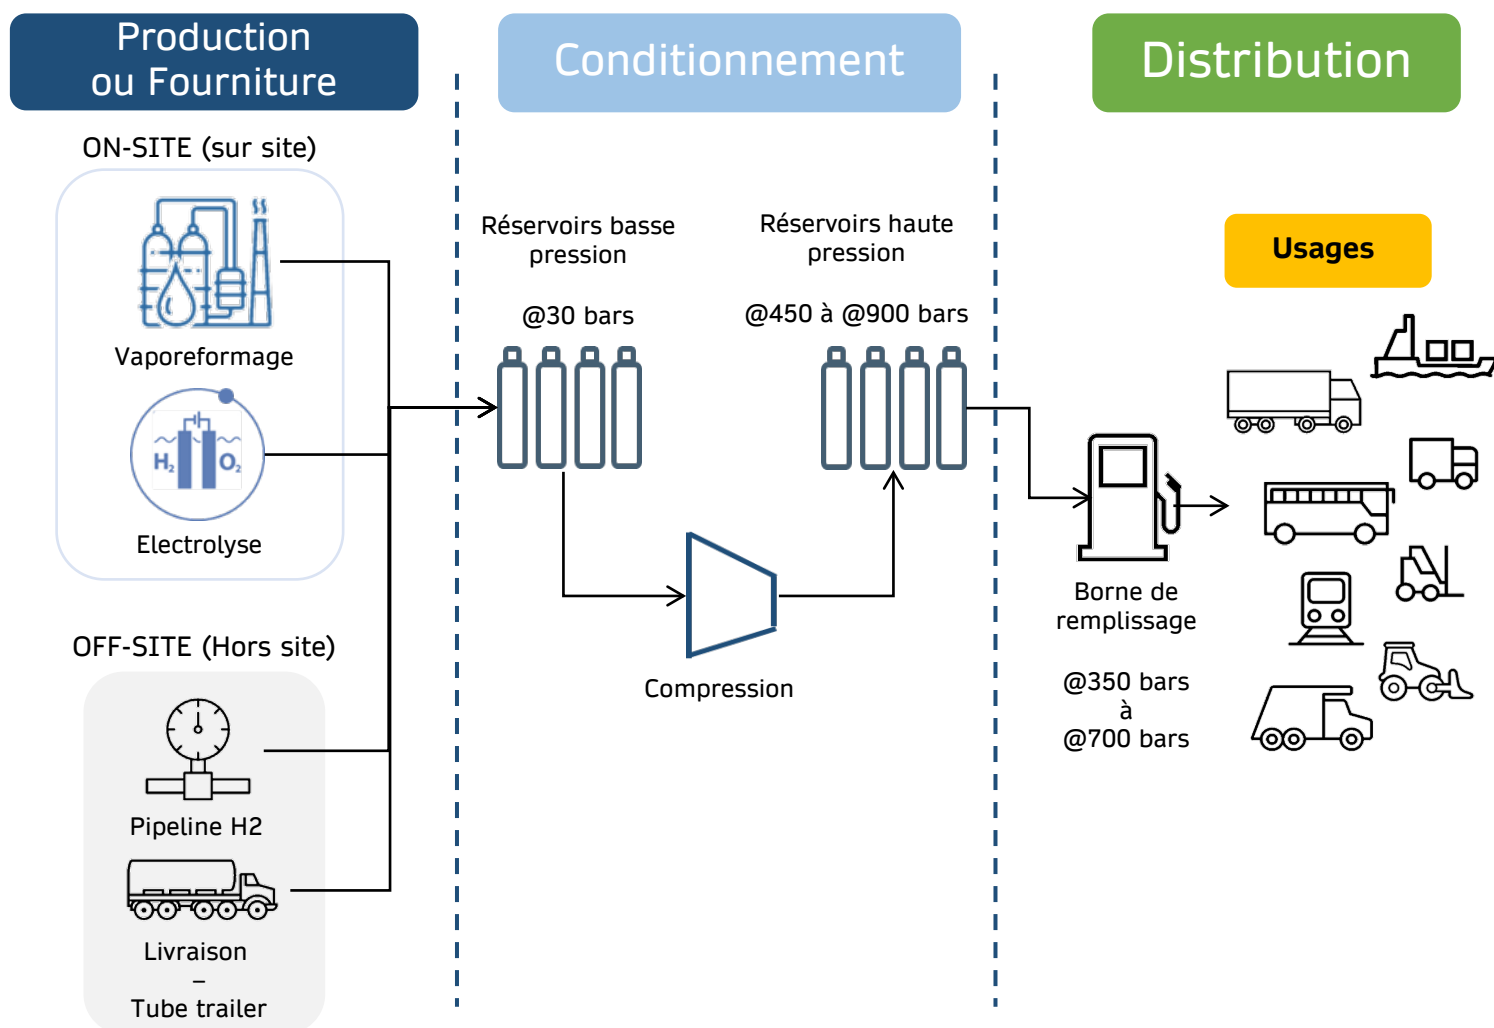 Production
ou Fourniture
ON-SITE (sur site)
Vaporeformage
H₂ O₂
Electrolyse
OFF-SITE (Hors site)
Pipeline H2
Livraison
–
Tube trailer
Conditionnement
Réservoirs basse
pression
@30 bars
Réservoirs haute
pression
@450 à @900 bars
Compression
Distribution
Usages
Borne de
remplissage
@350 bars
à
@700 bars